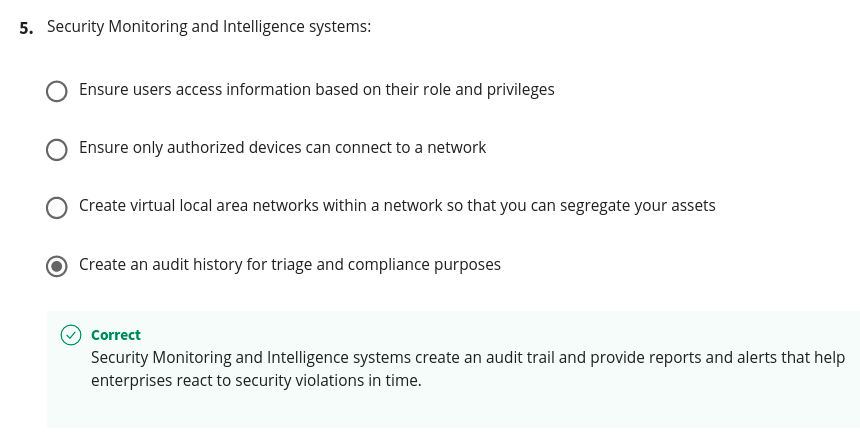 5. Security Monitoring and Intelligence systems:
Ensure users access information based on their role and privileges
Ensure only authorized devices can connect to a network
Create virtual local area networks within a network so that you can segregate your assets
Create an audit history for triage and compliance purposes
Correct
Security Monitoring and Intelligence systems create an audit trail and provide reports and alerts that help
enterprises react to security violations in time.